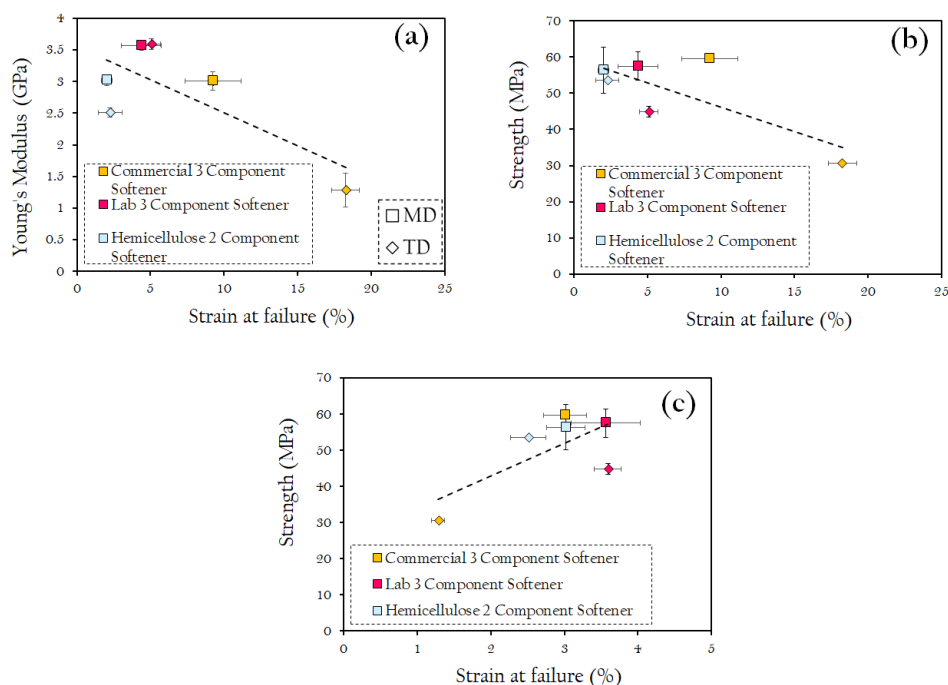 (a)
Young's Modulus (GPa)
4
3.5
3
2.5
2
1.5
1
0.5
0
Commercial 3 Component
Softener
Lab 3 Component Softener
Hemicellulose 2 Component
Softener
MD
TD
0 5 10 15 20 25
Strain at failure (%)
(b)
Strength (MPa)
70
60
50
40
30
20
10
0
Commercial 3 Component
Softener
Lab 3 Component Softener
Hemicellulose 2 Component
Softener
0 5 10 15 20 25
Strain at failure (%)
(c)
Strength (MPa)
70
60
50
40
30
20
10
0
Commercial 3 Component Softener
Lab 3 Component Softener
Hemicellulose 2 Component Softener
0 1 2 3 4 5
Strain at failure (%)